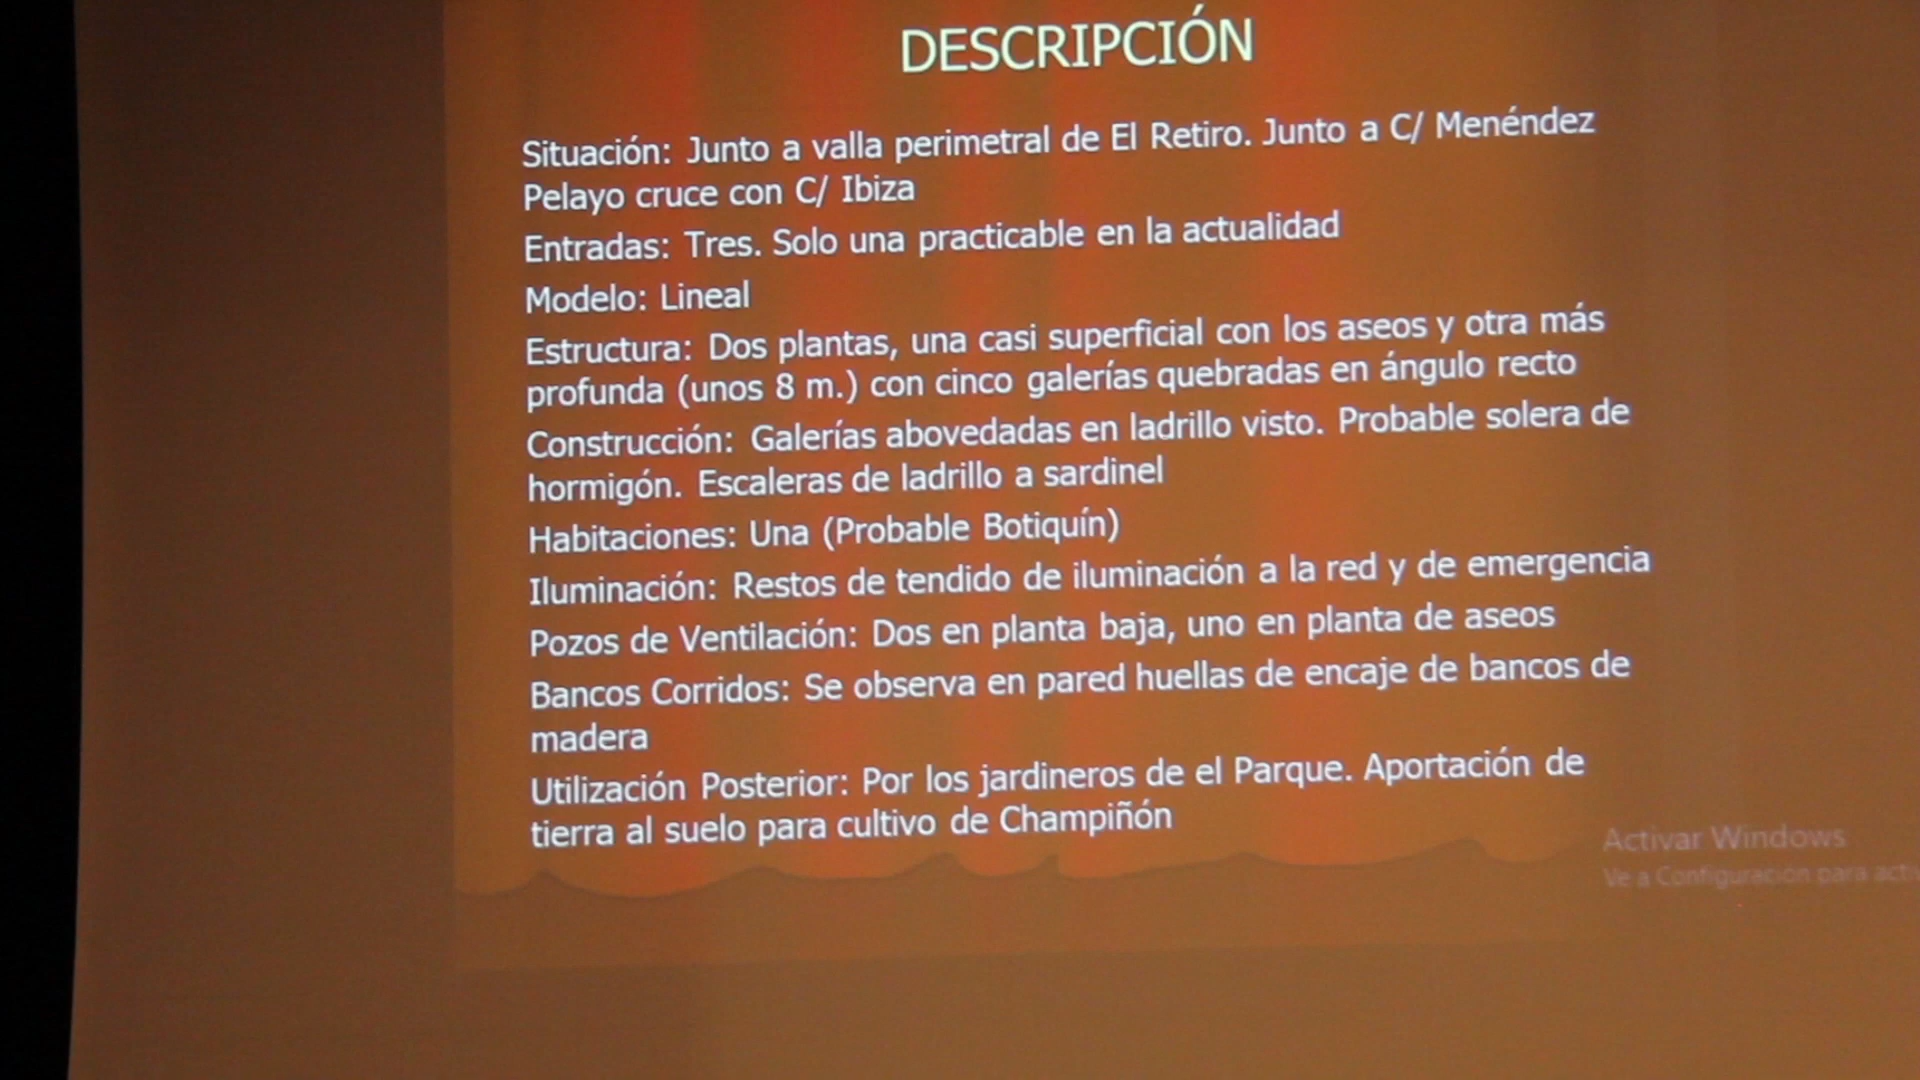 DESCRIPCIÓN
Situación: Junto a valla perimetral de El Retiro. Junto a C/ Menéndez
Pelayo cruce con C/ Ibiza
Entradas: Tres. Solo una practicable en la actualidad
Modelo: Lineal
Estructura: Dos plantas, una casi superficial con los aseos y otra más
profunda (unos 8 m.) con cinco galerías quebradas en ángulo recto
Construcción: Galerías abovedadas en ladrillo visto. Probable solera de
hormigón. Escaleras de ladrillo a sardinel
Habitaciones: Una (Probable Botiquín)
Iluminación: Restos de tendido de iluminación a la red y de emergencia
Pozos de Ventilación: Dos en planta baja, uno en planta de aseos
Bancos Corridos: Se observa en pared huellas de encaje de bancos de
madera
Utilización Posterior: Por los jardineros de el Parque. Aportación de
tierra al suelo para cultivo de Champiñón
Activar Windows
Ve a Configuración para